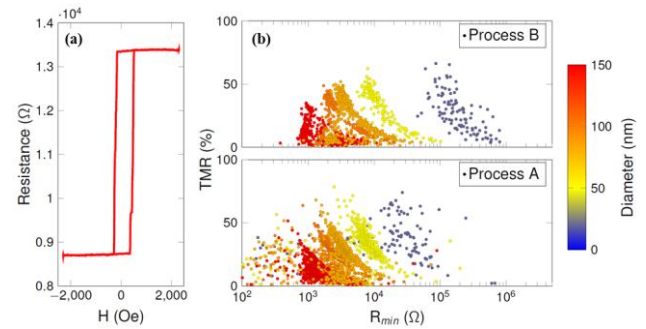 (a)
1.4 ×10⁴
1.3
1.2
1.1
1.0
0.9
0.8
Resistance (Ω)
−2,000
0
2,000
H (Oe)
(b)
100
50
0
•Process B
TMR (%)
100
50
0
•Process A
10² 10³ 10⁴ 10⁵ 10⁶
Rmin (Ω)
150
100
50
0
Diameter (nm)